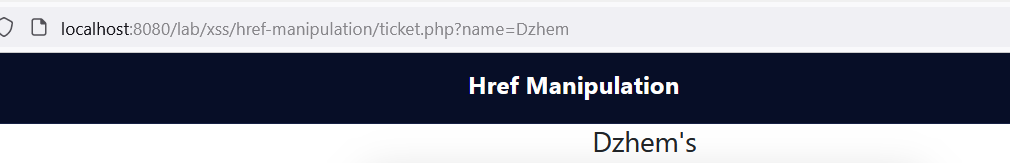 localhost:8080/lab/xss/href-manipulation/ticket.php?name=Dzhem
Href Manipulation
Dzhem's